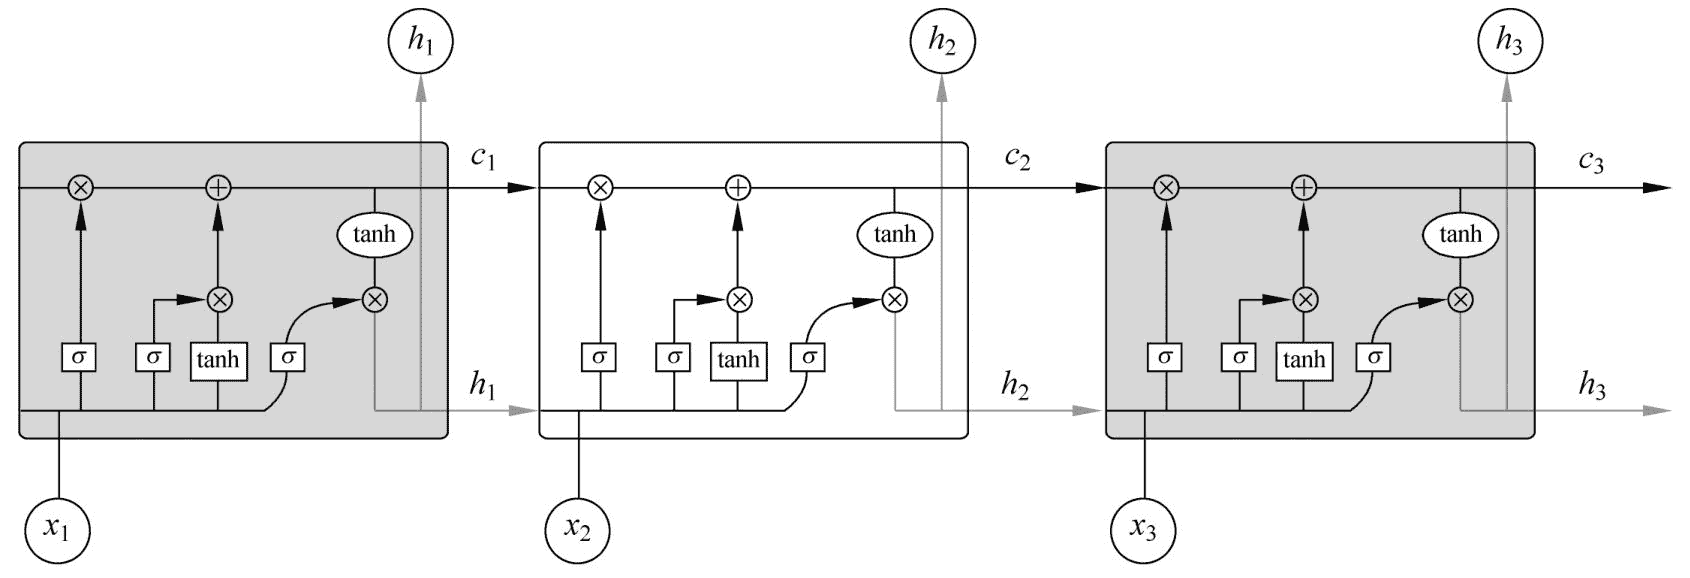 h₁ h₂ h₃
c₁ c₂ c₃
tanh tanh tanh
σ σ tanh σ σ σ tanh σ σ σ tanh σ
h₁ h₂ h₃
x₁ x₂ x₃